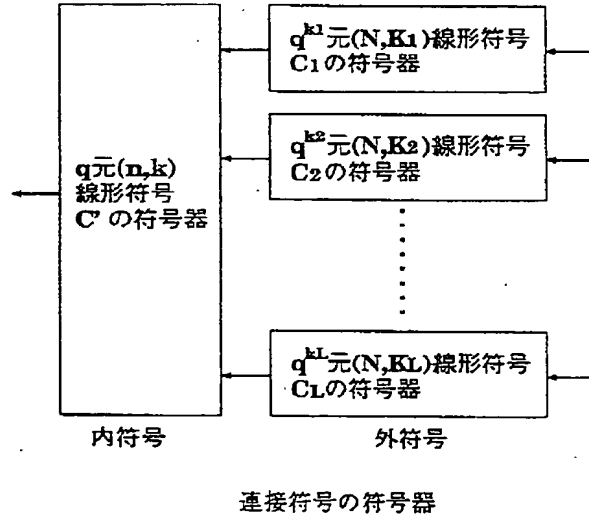 q^k1元(N,K1)線形符号
C1の符号器
q^k2元(N,K2)線形符号
C2の符号器
q元(n,k)
線形符号
C'の符号器
q^kL元(N,KL)線形符号
CLの符号器
内符号
外符号
連接符号の符号器